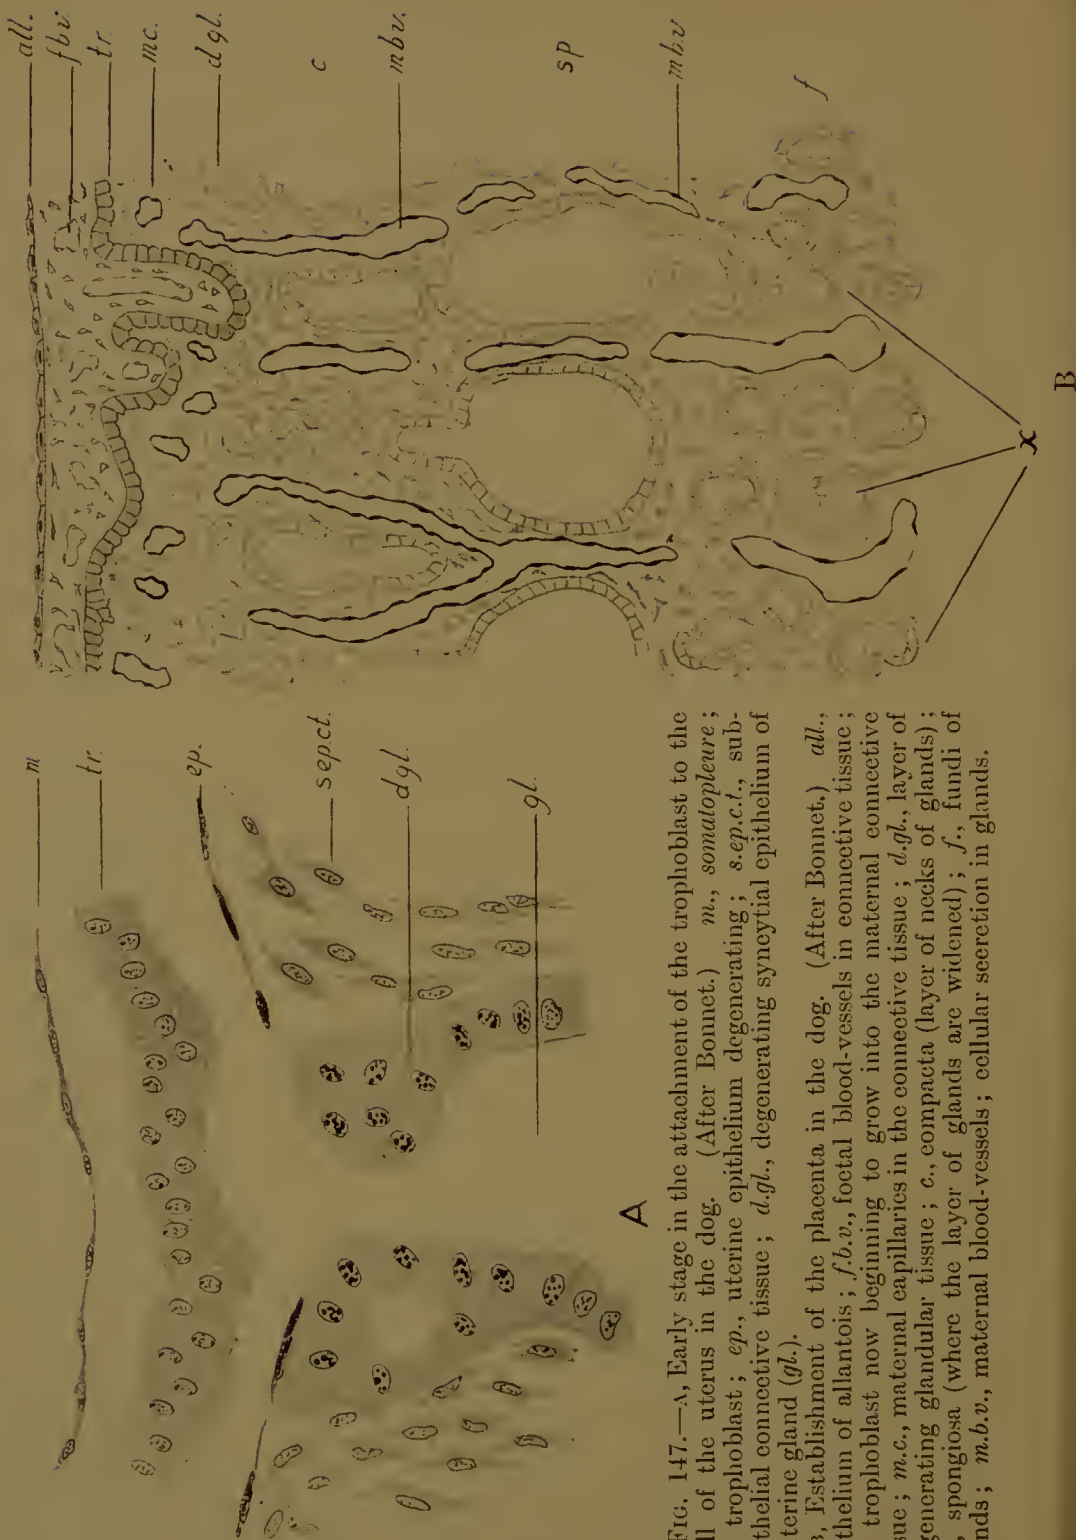 m
tr.
ep.
sep.ct.
dgl.
gl.
A
all.
fbv.
tr.
mc.
dgl.
c
mbv.
sp
mb.v
f
x
B
FIG. 147.—A, Early stage in the attachment of the trophoblast to the
ll of the uterus in the dog. (After Bonnet.) m., somatopleure ;
trophoblast ; ep., uterine epithelium degenerating ; s.ep.c.t., sub-
thelial connective tissue ; d.gl., degenerating syncytial epithelium of
terine gland (gl.).
B, Establishment of the placenta in the dog. (After Bonnet.) all.,
thelium of allantois ; f.b.v., foetal blood-vessels in connective tissue ;
trophoblast now beginning to grow into the maternal connective
ue ; m.c., maternal capillaries in the connective tissue ; d.gl., layer of
generating glandular tissue ; c., compacta (layer of necks of glands) ;
, spongiosa (where the layer of glands are widened) ; f., fundi of
nds ; m.b.v., maternal blood-vessels ; cellular secretion in glands.